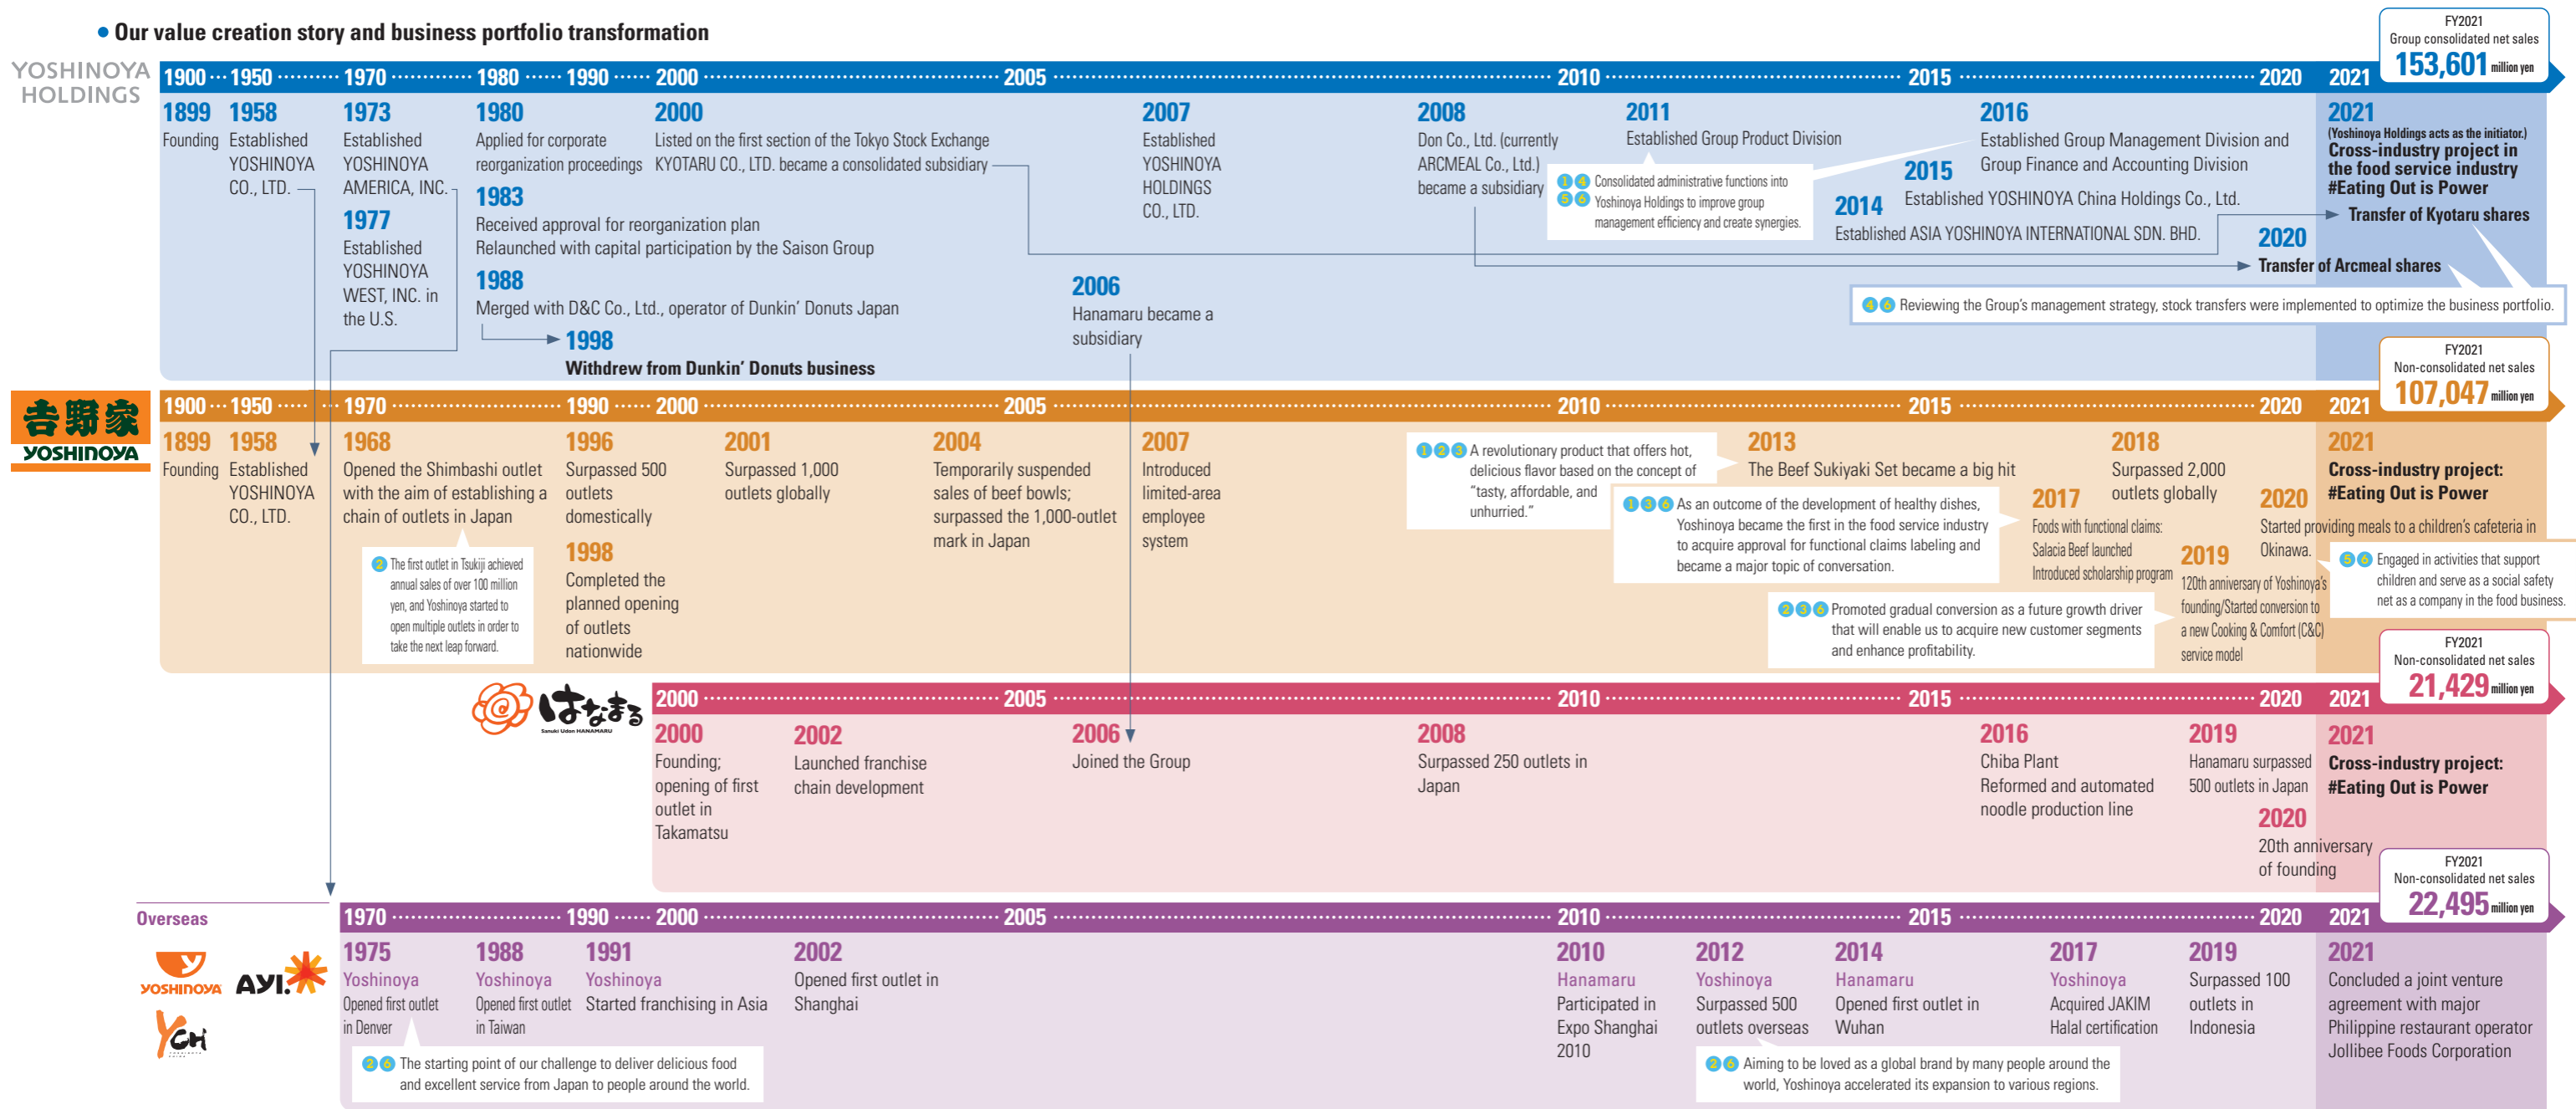 • Our value creation story and business portfolio transformation
YOSHINOYA
HOLDINGS
FY2021
Group consolidated net sales
153,601 million yen
1900 1950 1970 1980 1990 2000 2005 2010 2015 2020 2021
1899
Founding
1958
Established
YOSHINOYA
CO., LTD.
1973
Established
YOSHINOYA
AMERICA, INC.
1977
Established
YOSHINOYA
WEST, INC. in
the U.S.
1980
Applied for corporate
reorganization proceedings
1983
Received approval for reorganization plan
Relaunched with capital participation by the Saison Group
1988
Merged with D&C Co., Ltd., operator of Dunkin' Donuts Japan
1998
Withdrew from Dunkin' Donuts business
2000
Listed on the first section of the Tokyo Stock Exchange
KYOTARU CO., LTD. became a consolidated subsidiary
2006
Hanamaru became a
subsidiary
2007
Established
YOSHINOYA
HOLDINGS
CO., LTD.
2008
Don Co., Ltd. (currently
ARCMEAL Co., Ltd.)
became a subsidiary
2011
Established Group Product Division
1 4 Consolidated administrative functions into
5 6 Yoshinoya Holdings to improve group
management efficiency and create synergies.
2014
Established ASIA YOSHINOYA INTERNATIONAL SDN. BHD.
2015
Established YOSHINOYA China Holdings Co., Ltd.
2016
Established Group Management Division and
Group Finance and Accounting Division
2020
Transfer of Arcmeal shares
2021
(Yoshinoya Holdings acts as the initiator.)
Cross-industry project in
the food service industry
#Eating Out is Power
Transfer of Kyotaru shares
4 6 Reviewing the Group's management strategy, stock transfers were implemented to optimize the business portfolio.
吉野家
YOSHINOYA
FY2021
Non-consolidated net sales
107,047 million yen
1900 1950 1970 1990 2000 2005 2010 2015 2020 2021
1899
Founding
1958
Established
YOSHINOYA
CO., LTD.
1968
Opened the Shimbashi outlet
with the aim of establishing a
chain of outlets in Japan
2 The first outlet in Tsukiji achieved
annual sales of over 100 million
yen, and Yoshinoya started to
open multiple outlets in order to
take the next leap forward.
1996
Surpassed 500
outlets
domestically
1998
Completed the
planned opening
of outlets
nationwide
2001
Surpassed 1,000
outlets globally
2004
Temporarily suspended
sales of beef bowls;
surpassed the 1,000-outlet
mark in Japan
2007
Introduced
limited-area
employee
system
1 2 3 A revolutionary product that offers hot,
delicious flavor based on the concept of
"tasty, affordable, and
unhurried."
2013
The Beef Sukiyaki Set became a big hit
1 3 6 As an outcome of the development of healthy dishes,
Yoshinoya became the first in the food service industry
to acquire approval for functional claims labeling and
became a major topic of conversation.
2017
Foods with functional claims:
Salacia Beef launched
Introduced scholarship program
2018
Surpassed 2,000
outlets globally
2 3 6 Promoted gradual conversion as a future growth driver
that will enable us to acquire new customer segments
and enhance profitability.
2019
120th anniversary of Yoshinoya's
founding/Started conversion to
a new Cooking & Comfort (C&C)
service model
2020
Started providing meals to a children's cafeteria in
Okinawa.
5 6 Engaged in activities that support
children and serve as a social safety
net as a company in the food business.
2021
Cross-industry project:
#Eating Out is Power
はなまる
Sanuki Udon HANAMARU
FY2021
Non-consolidated net sales
21,429 million yen
2000 2005 2010 2015 2020 2021
2000
Founding;
opening of first
outlet in
Takamatsu
2002
Launched franchise
chain development
2006
Joined the Group
2008
Surpassed 250 outlets in
Japan
2016
Chiba Plant
Reformed and automated
noodle production line
2019
Hanamaru surpassed
500 outlets in Japan
2020
20th anniversary
of founding
2021
Cross-industry project:
#Eating Out is Power
Overseas
YOSHINOYA
AYI.
YCH
FY2021
Non-consolidated net sales
22,495 million yen
1970 1990 2000 2005 2010 2015 2020 2021
1975
Yoshinoya
Opened first outlet
in Denver
2 6 The starting point of our challenge to deliver delicious food
and excellent service from Japan to people around the world.
1988
Yoshinoya
Opened first outlet
in Taiwan
1991
Yoshinoya
Started franchising in Asia
2002
Opened first outlet in
Shanghai
2010
Hanamaru
Participated in
Expo Shanghai
2010
2012
Yoshinoya
Surpassed 500
outlets overseas
2 6 Aiming to be loved as a global brand by many people around the
world, Yoshinoya accelerated its expansion to various regions.
2014
Hanamaru
Opened first outlet in
Wuhan
2017
Yoshinoya
Acquired JAKIM
Halal certification
2019
Surpassed 100
outlets in
Indonesia
2021
Concluded a joint venture
agreement with major
Philippine restaurant operator
Jollibee Foods Corporation